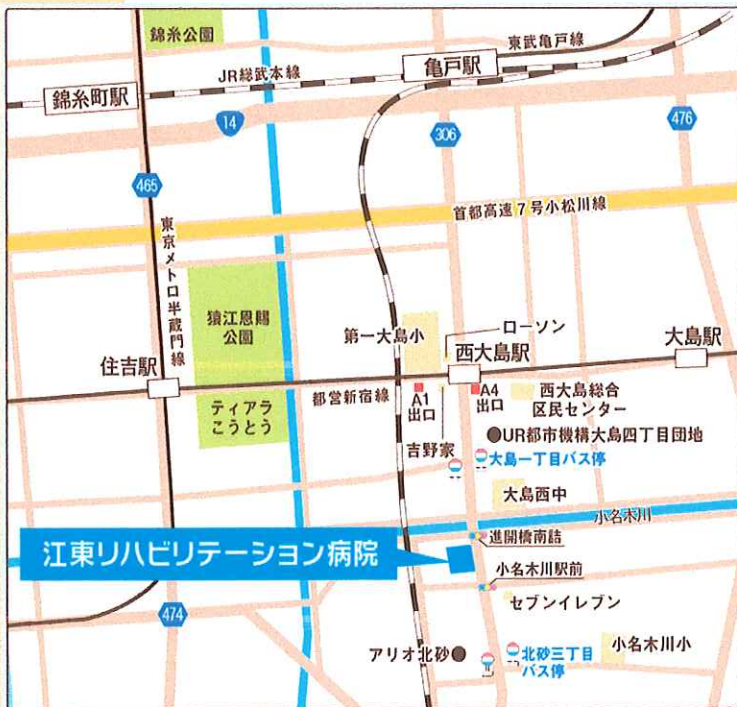 錦糸公園
東武亀戸線
JR総武本線
亀戸駅
錦糸町駅
14
306
476
465
首都高速7号小松川線
東京メトロ半蔵門線
猿江恩賜
公園
第一大島小
ローソン
西大島駅
大島駅
住吉駅
都営新宿線
A1
出口
A4
出口
西大島総合
区民センター
ティアラ
こうとう
吉野家
UR都市機構大島四丁目団地
大島一丁目バス停
大島西中
小名木川
進開橋南詰
江東リハビリテーション病院
小名木川駅前
セブンイレブン
474
アリオ北砂
北砂三丁目
バス停
小名木川小